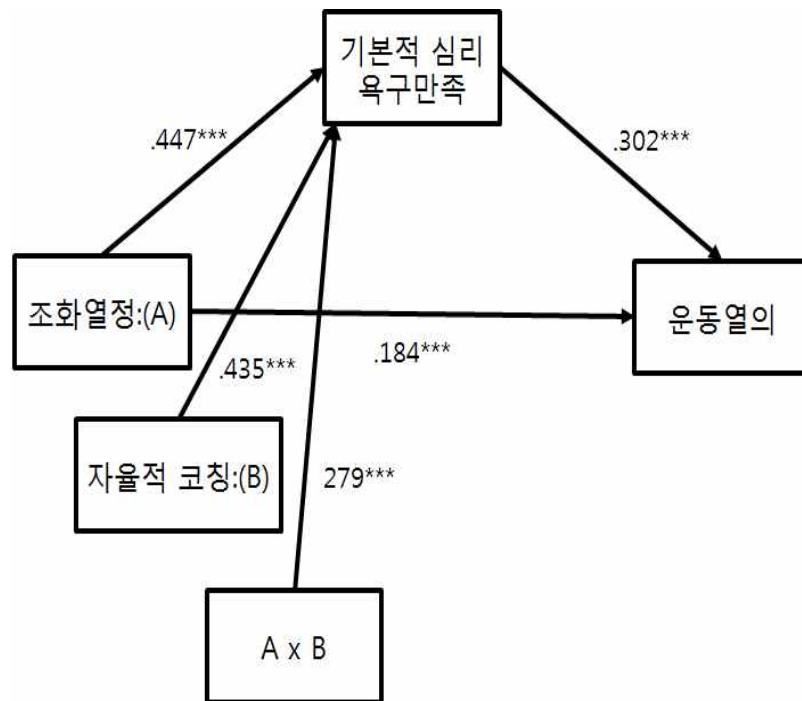 기본적 심리
욕구만족
.447***
.302***
조화열정:(A)
운동열의
.184***
.435***
자율적 코칭:(B)
279***
A x B